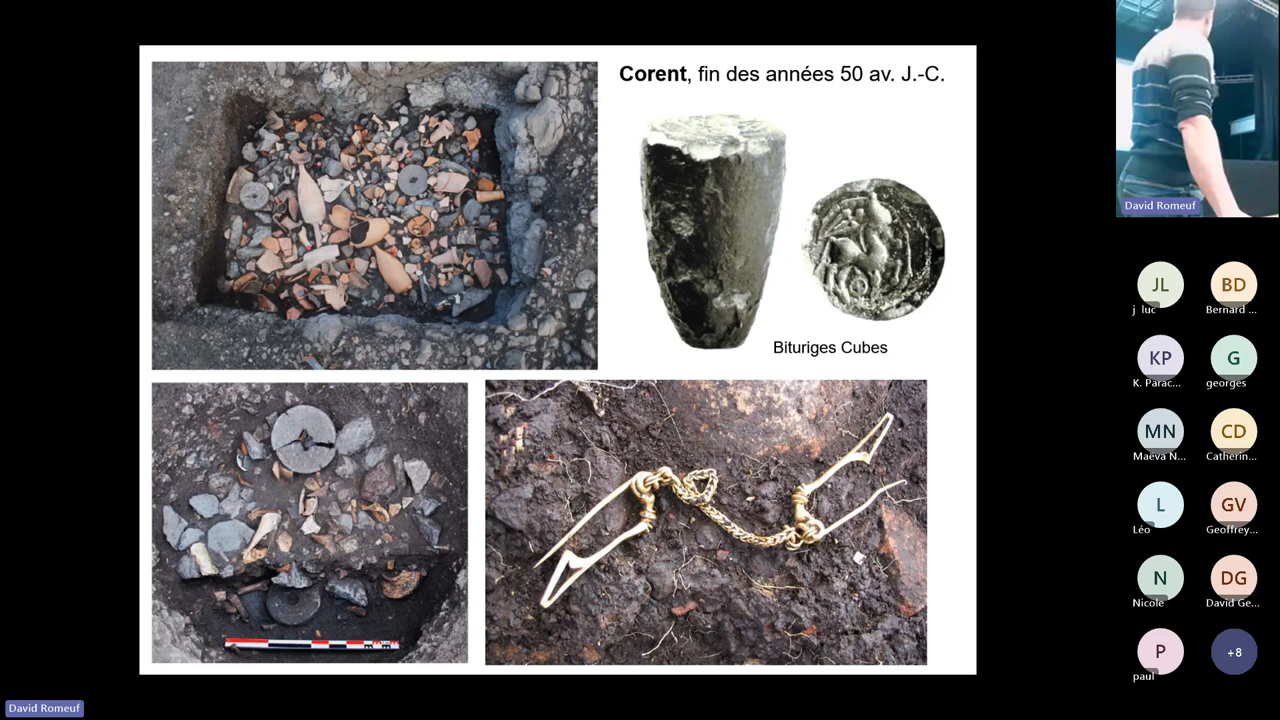 Corent, fin des années 50 av. J.-C.
Bituriges Cubes
David Romeuf
JL
j luc
BD
Bernard ...
KP
K. Parac...
G
georges
MN
Maëva N...
CD
Catherin...
L
Léo
GV
Geoffrey...
N
Nicole
DG
David Ge...
P
paul
+8
David Romeuf